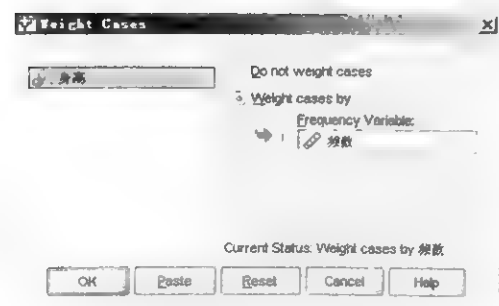 Weight Cases
身高
Do not weight cases
Weight cases by
Frequency Variable:
频数
Current Status: Weight cases by 频数
OK
Paste
Reset
Cancel
Help